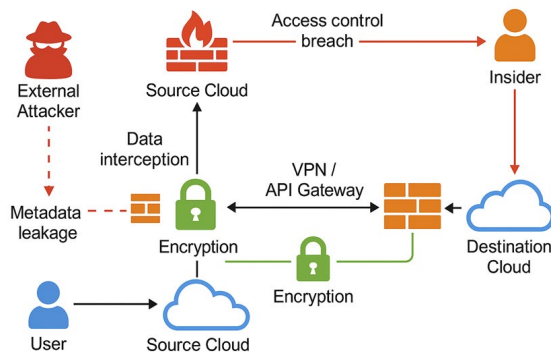 Access control
breach
External
Attacker
Source Cloud
Insider
Data
interception
VPN /
API Gateway
Metadata
leakage
Encryption
Destination
Cloud
Encryption
User
Source Cloud